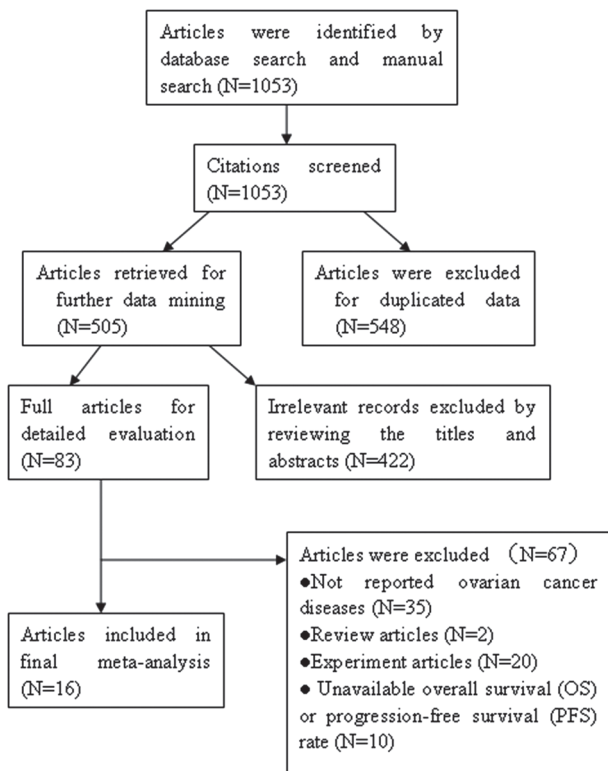 Articles were identified by
database search and manual
search (N=1053)
Citations screened
(N=1053)
Articles retrieved for
further data mining
(N=505)
Articles were excluded
for duplicated data
(N=548)
Full articles for
detailed evaluation
(N=83)
Irrelevant records excluded by
reviewing the titles and
abstracts (N=422)
Articles were excluded （N=67）
●Not reported ovarian cancer
diseases (N=35)
●Review articles (N=2)
●Experiment articles (N=20)
● Unavailable overall survival (OS)
or progression-free survival (PFS)
rate (N=10)
Articles included in
final meta-analysis
(N=16)